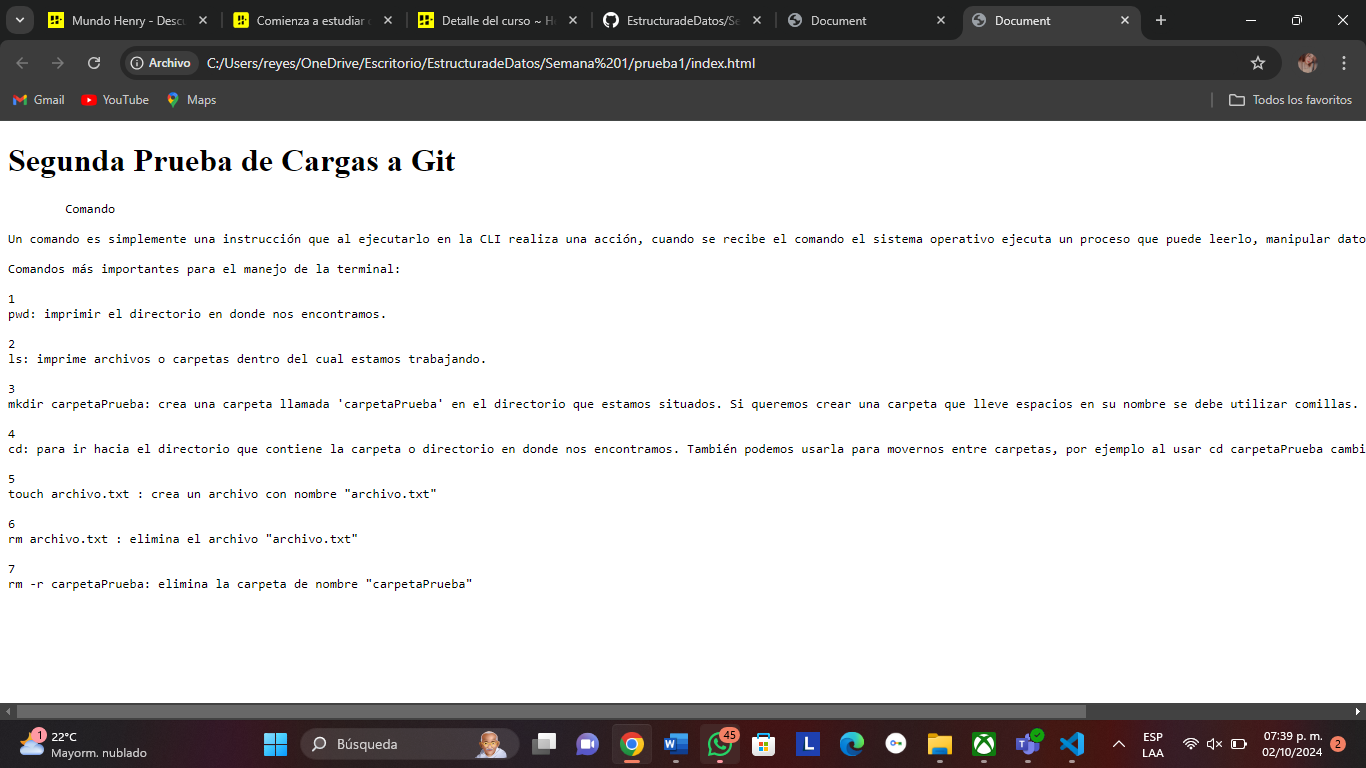 Mundo Henry - Descu
Comienza a estudiar
Detalle del curso ~ He
EstructuradeDatos/Se
Document
Document
Archivo
C:/Users/reyes/OneDrive/Escritorio/EstructuradeDatos/Semana%201/prueba1/index.html
Gmail
YouTube
Maps
Todos los favoritos
Segunda Prueba de Cargas a Git
Comando
Un comando es simplemente una instrucción que al ejecutarlo en la CLI realiza una acción, cuando se recibe el comando el sistema operativo ejecuta un proceso que puede leerlo, manipular dato
Comandos más importantes para el manejo de la terminal:
1
pwd: imprimir el directorio en donde nos encontramos.
2
ls: imprime archivos o carpetas dentro del cual estamos trabajando.
3
mkdir carpetaPrueba: crea una carpeta llamada 'carpetaPrueba' en el directorio que estamos situados. Si queremos crear una carpeta que lleve espacios en su nombre se debe utilizar comillas.
4
cd: para ir hacia el directorio que contiene la carpeta o directorio en donde nos encontramos. También podemos usarla para movernos entre carpetas, por ejemplo al usar cd carpetaPrueba cambi
5
touch archivo.txt : crea un archivo con nombre "archivo.txt"
6
rm archivo.txt : elimina el archivo "archivo.txt"
7
rm -r carpetaPrueba: elimina la carpeta de nombre "carpetaPrueba"
1
22°C
Mayorm. nublado
Búsqueda
45
L
ESP
LAA
07:39 p. m.
02/10/2024
2